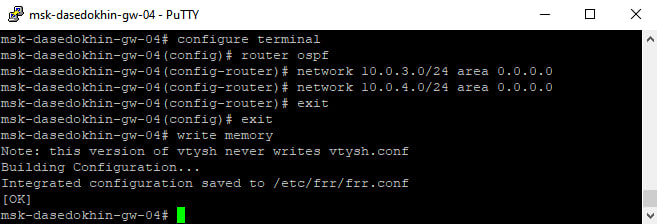 msk-dasedokhin-gw-04 - PuTTY
msk-dasedokhin-gw-04# configure terminal
msk-dasedokhin-gw-04(config)# router ospf
msk-dasedokhin-gw-04(config-router)# network 10.0.3.0/24 area 0.0.0.0
msk-dasedokhin-gw-04(config-router)# network 10.0.4.0/24 area 0.0.0.0
msk-dasedokhin-gw-04(config-router)# exit
msk-dasedokhin-gw-04(config)# exit
msk-dasedokhin-gw-04# write memory
Note: this version of vtysh never writes vtysh.conf
Building Configuration...
Integrated configuration saved to /etc/frr/frr.conf
[OK]
msk-dasedokhin-gw-04#